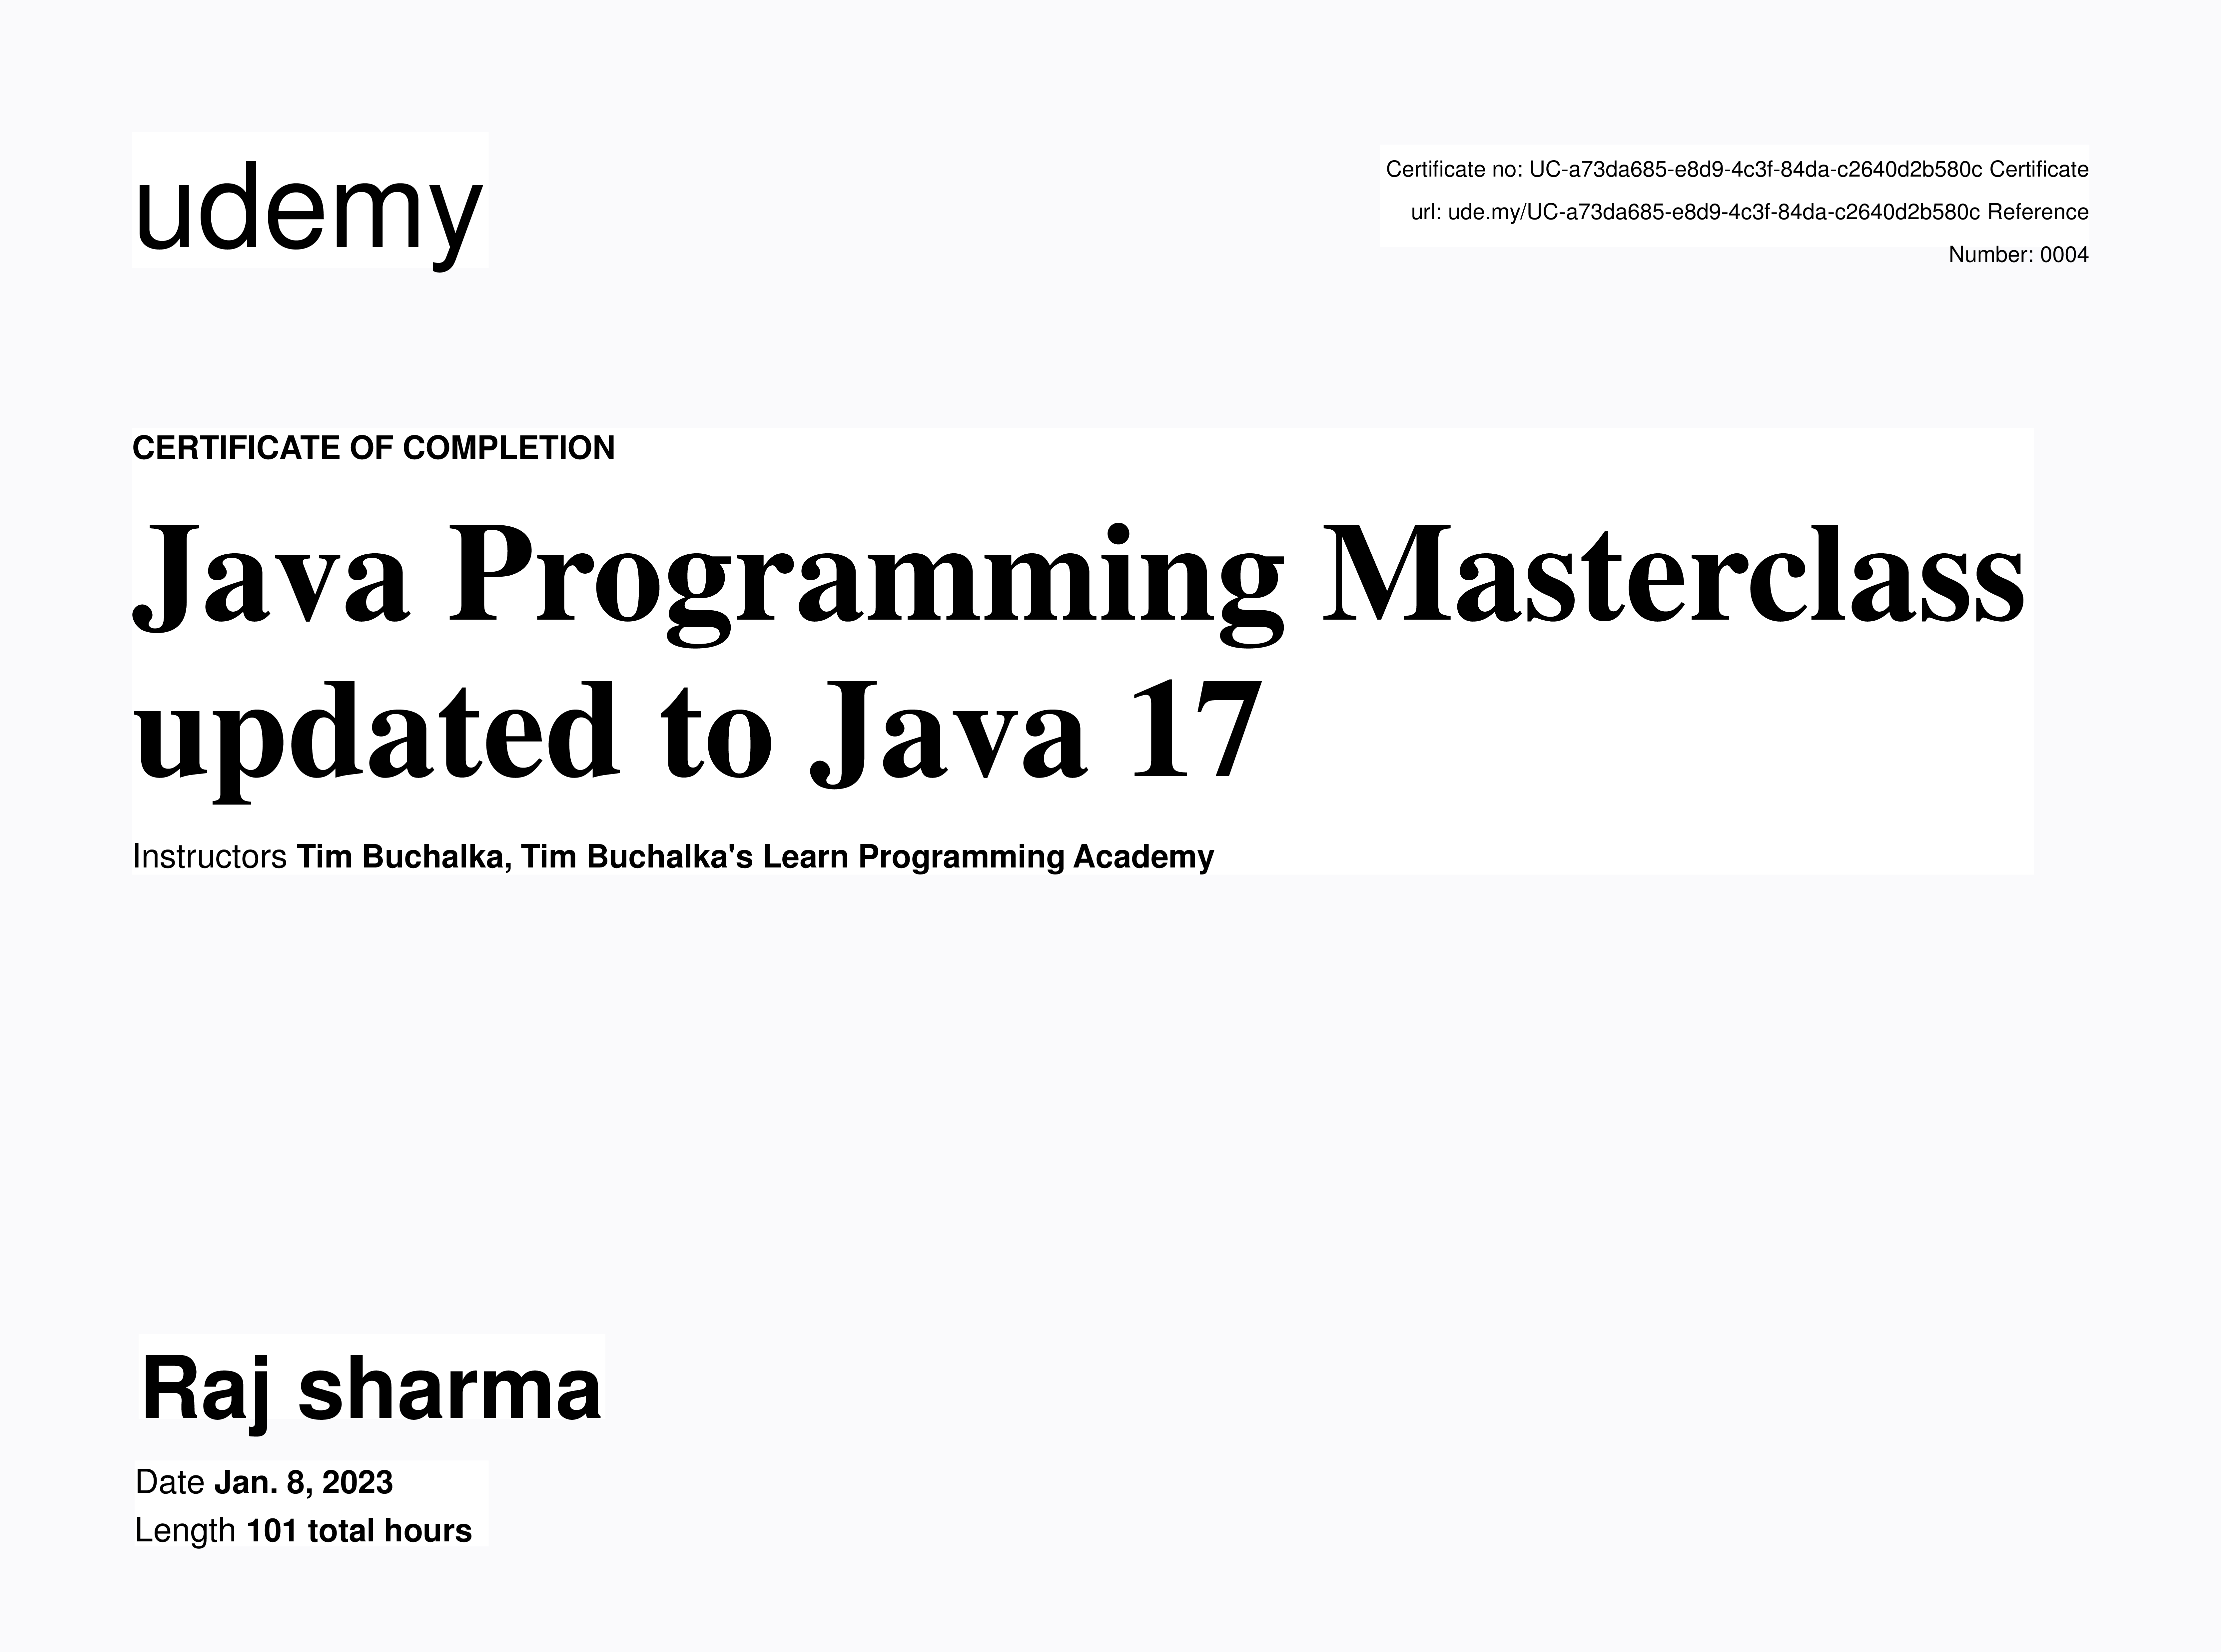 udemy
Certificate no: UC-a73da685-e8d9-4c3f-84da-c2640d2b580c Certificate
url: ude.my/UC-a73da685-e8d9-4c3f-84da-c2640d2b580c Reference
Number: 0004
CERTIFICATE OF COMPLETION
Java Programming Masterclass
updated to Java 17
Instructors Tim Buchalka, Tim Buchalka's Learn Programming Academy
Raj sharma
Date Jan. 8, 2023
Length 101 total hours